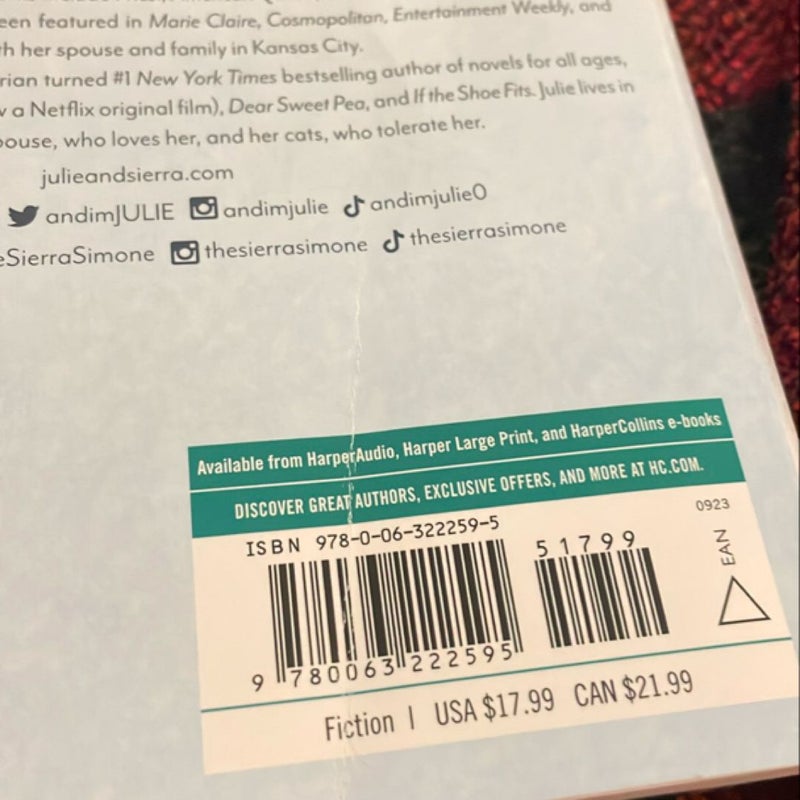 een featured in Marie Claire, Cosmopolitan, Entertainment Weekly, and
th her spouse and family in Kansas City.
rian turned #1 New York Times bestselling author of novels for all ages,
a Netflix original film), Dear Sweet Pea, and If the Shoe Fits. Julie lives in
pouse, who loves her, and her cats, who tolerate her.
julieandsierra.com
andimJULIE andimjulie andimjulie0
eSierraSimone thesierrasimone thesierrasimone
Available from HarperAudio, Harper Large Print, and HarperCollins e-books
DISCOVER GREAT AUTHORS, EXCLUSIVE OFFERS, AND MORE AT HC.COM.
0923
ISBN 978-0-06-322259-5
51799
EAN
9 780063 222595
Fiction | USA $17.99 CAN $21.99